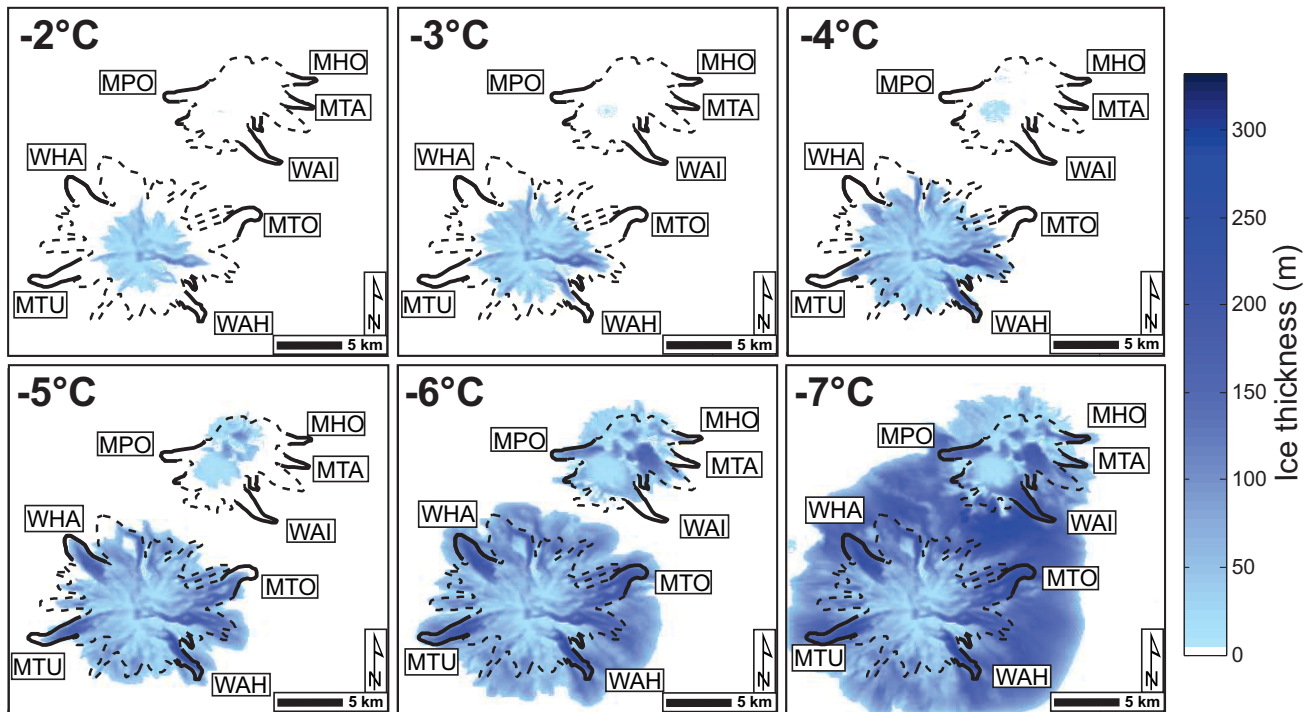 -2°C
MPO
MHO
MTA
WAI
WHA
MTO
MTU
WAH
N
5 km
-3°C
MPO
MHO
MTA
WAI
WHA
MTO
MTU
WAH
N
5 km
-4°C
MPO
MHO
MTA
WAI
WHA
MTO
MTU
WAH
N
5 km
-5°C
MPO
MHO
MTA
WAI
WHA
MTO
MTU
WAH
N
5 km
-6°C
MPO
MHO
MTA
WAI
WHA
MTO
MTU
WAH
N
5 km
-7°C
MPO
MHO
MTA
WAI
WHA
MTO
MTU
WAH
N
5 km
300
250
200
150
100
50
0
Ice thickness (m)